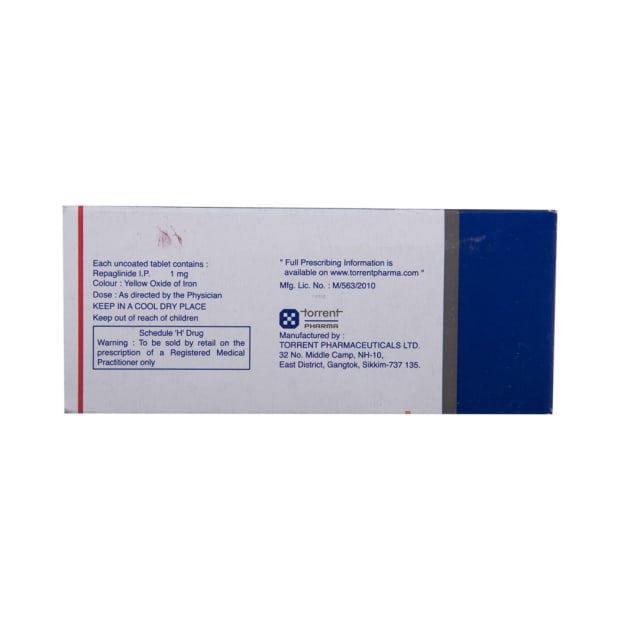 Each uncoated tablet contains :
Repaglinide I.P. 1 mg
Colour : Yellow Oxide of Iron
Dose : As directed by the Physician
KEEP IN A COOL DRY PLACE
Keep out of reach of children
Schedule 'H' Drug
Warning : To be sold by retail on the
prescription of a Registered Medical
Practitioner only
" Full Prescribing Information is
available on www.torrentpharma.com "
Mfg. Lic. No. : M/563/2010
torrent
PHARMA
Manufactured by :
TORRENT PHARMACEUTICALS LTD.
32 No. Middle Camp, NH-10,
East District, Gangtok, Sikkim-737 135.